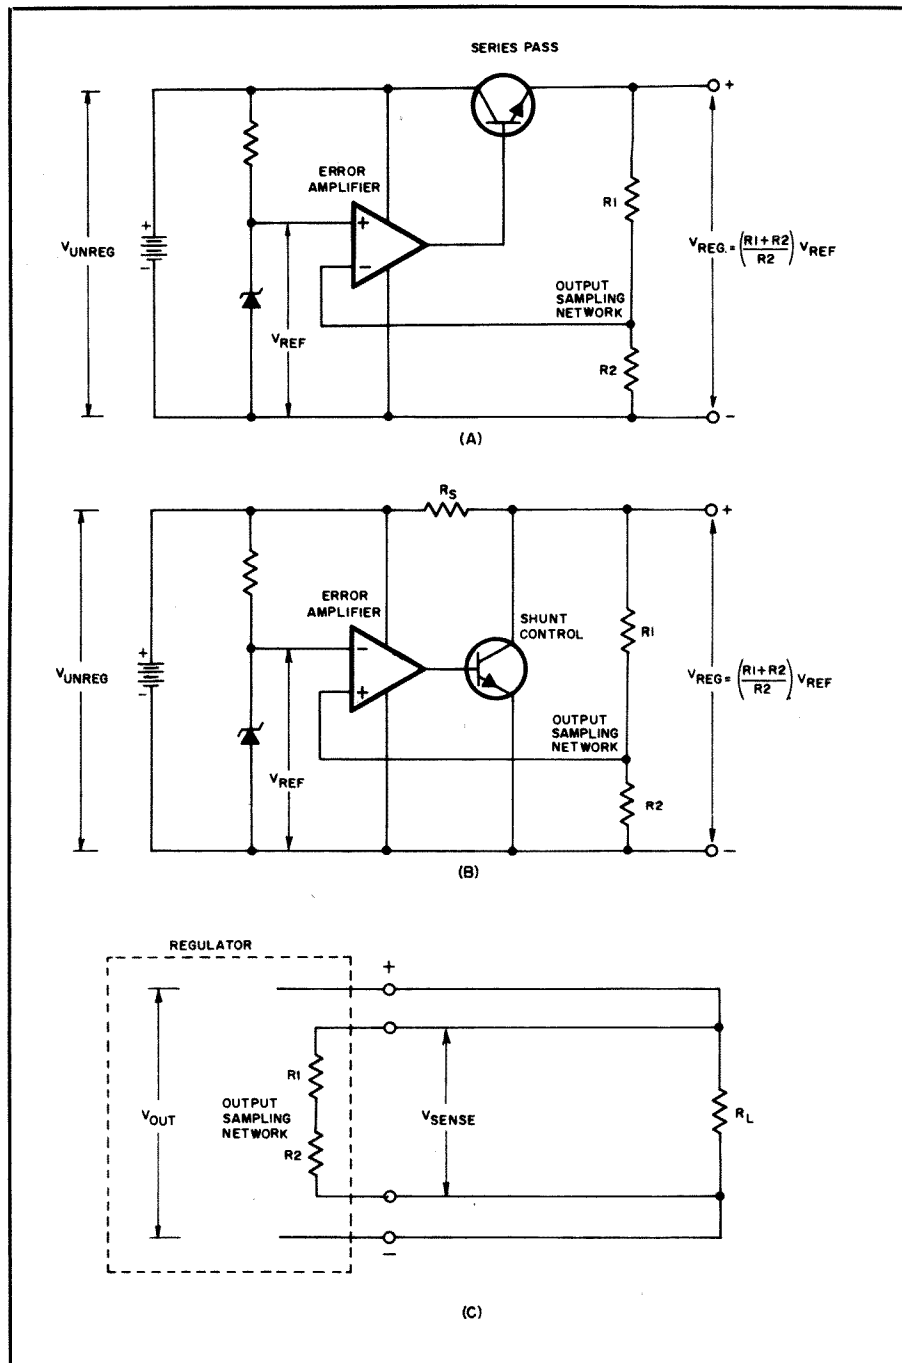 SERIES PASS
+
ERROR
AMPLIFIER
R1
+
+
VUNREG
VREG. = (R1+R2/R2) VREF
−
−
OUTPUT
SAMPLING
NETWORK
VREF
R2
−
(A)
RS
+
ERROR
AMPLIFIER
SHUNT
CONTROL
R1
−
+
VUNREG
VREG = (R1+R2/R2) VREF
−
+
OUTPUT
SAMPLING
NETWORK
VREF
R2
−
(B)
REGULATOR
+
R1
VOUT
OUTPUT
SAMPLING
NETWORK
VSENSE
RL
R2
−
(C)